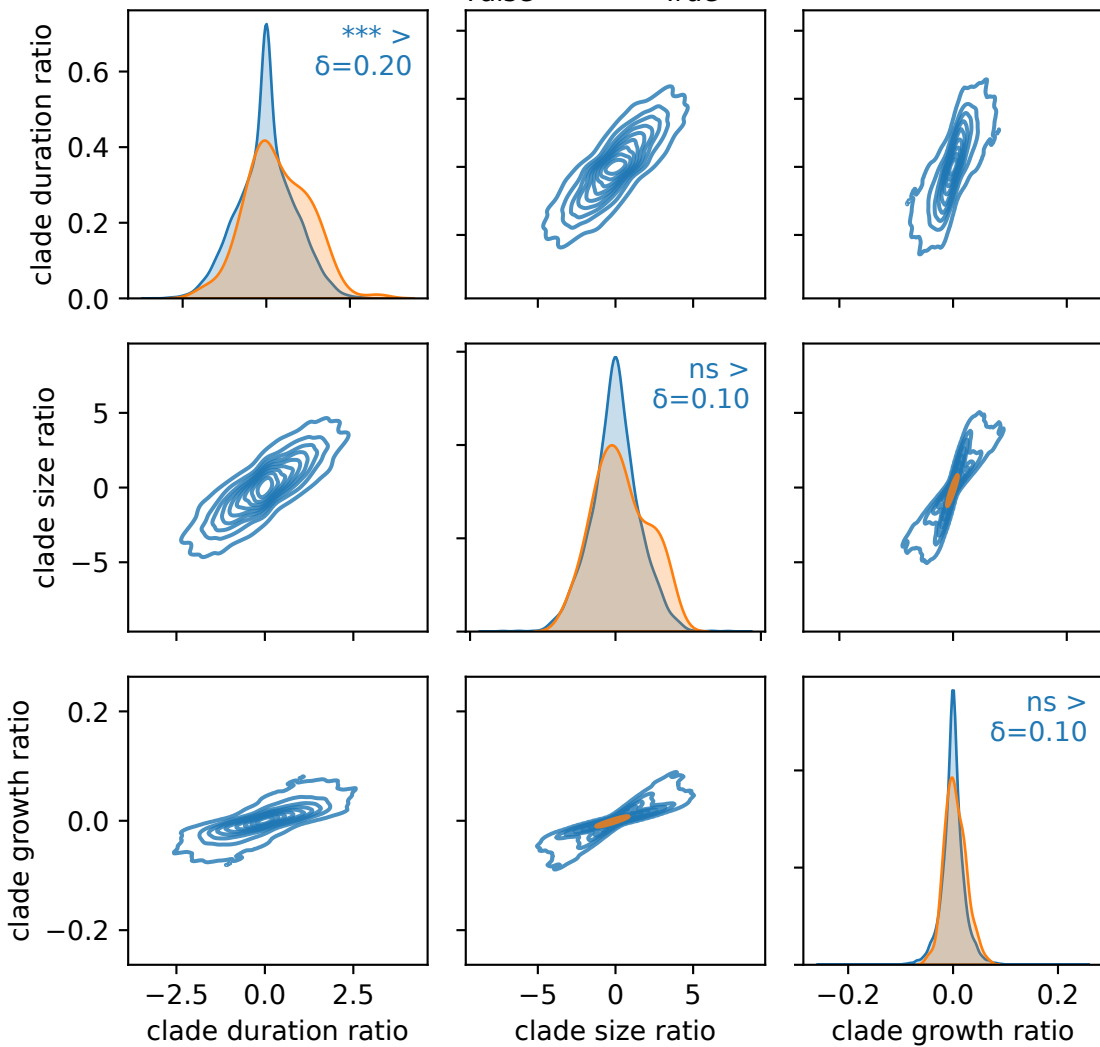 clade duration ratio
0.6
0.4
0.2
0.0
*** >
δ=0.20
clade size ratio
5
0
−5
ns >
δ=0.10
clade growth ratio
0.2
0.0
−0.2
ns >
δ=0.10
−2.5 0.0 2.5
−5 0 5
−0.2 0.0 0.2
clade duration ratio
clade size ratio
clade growth ratio